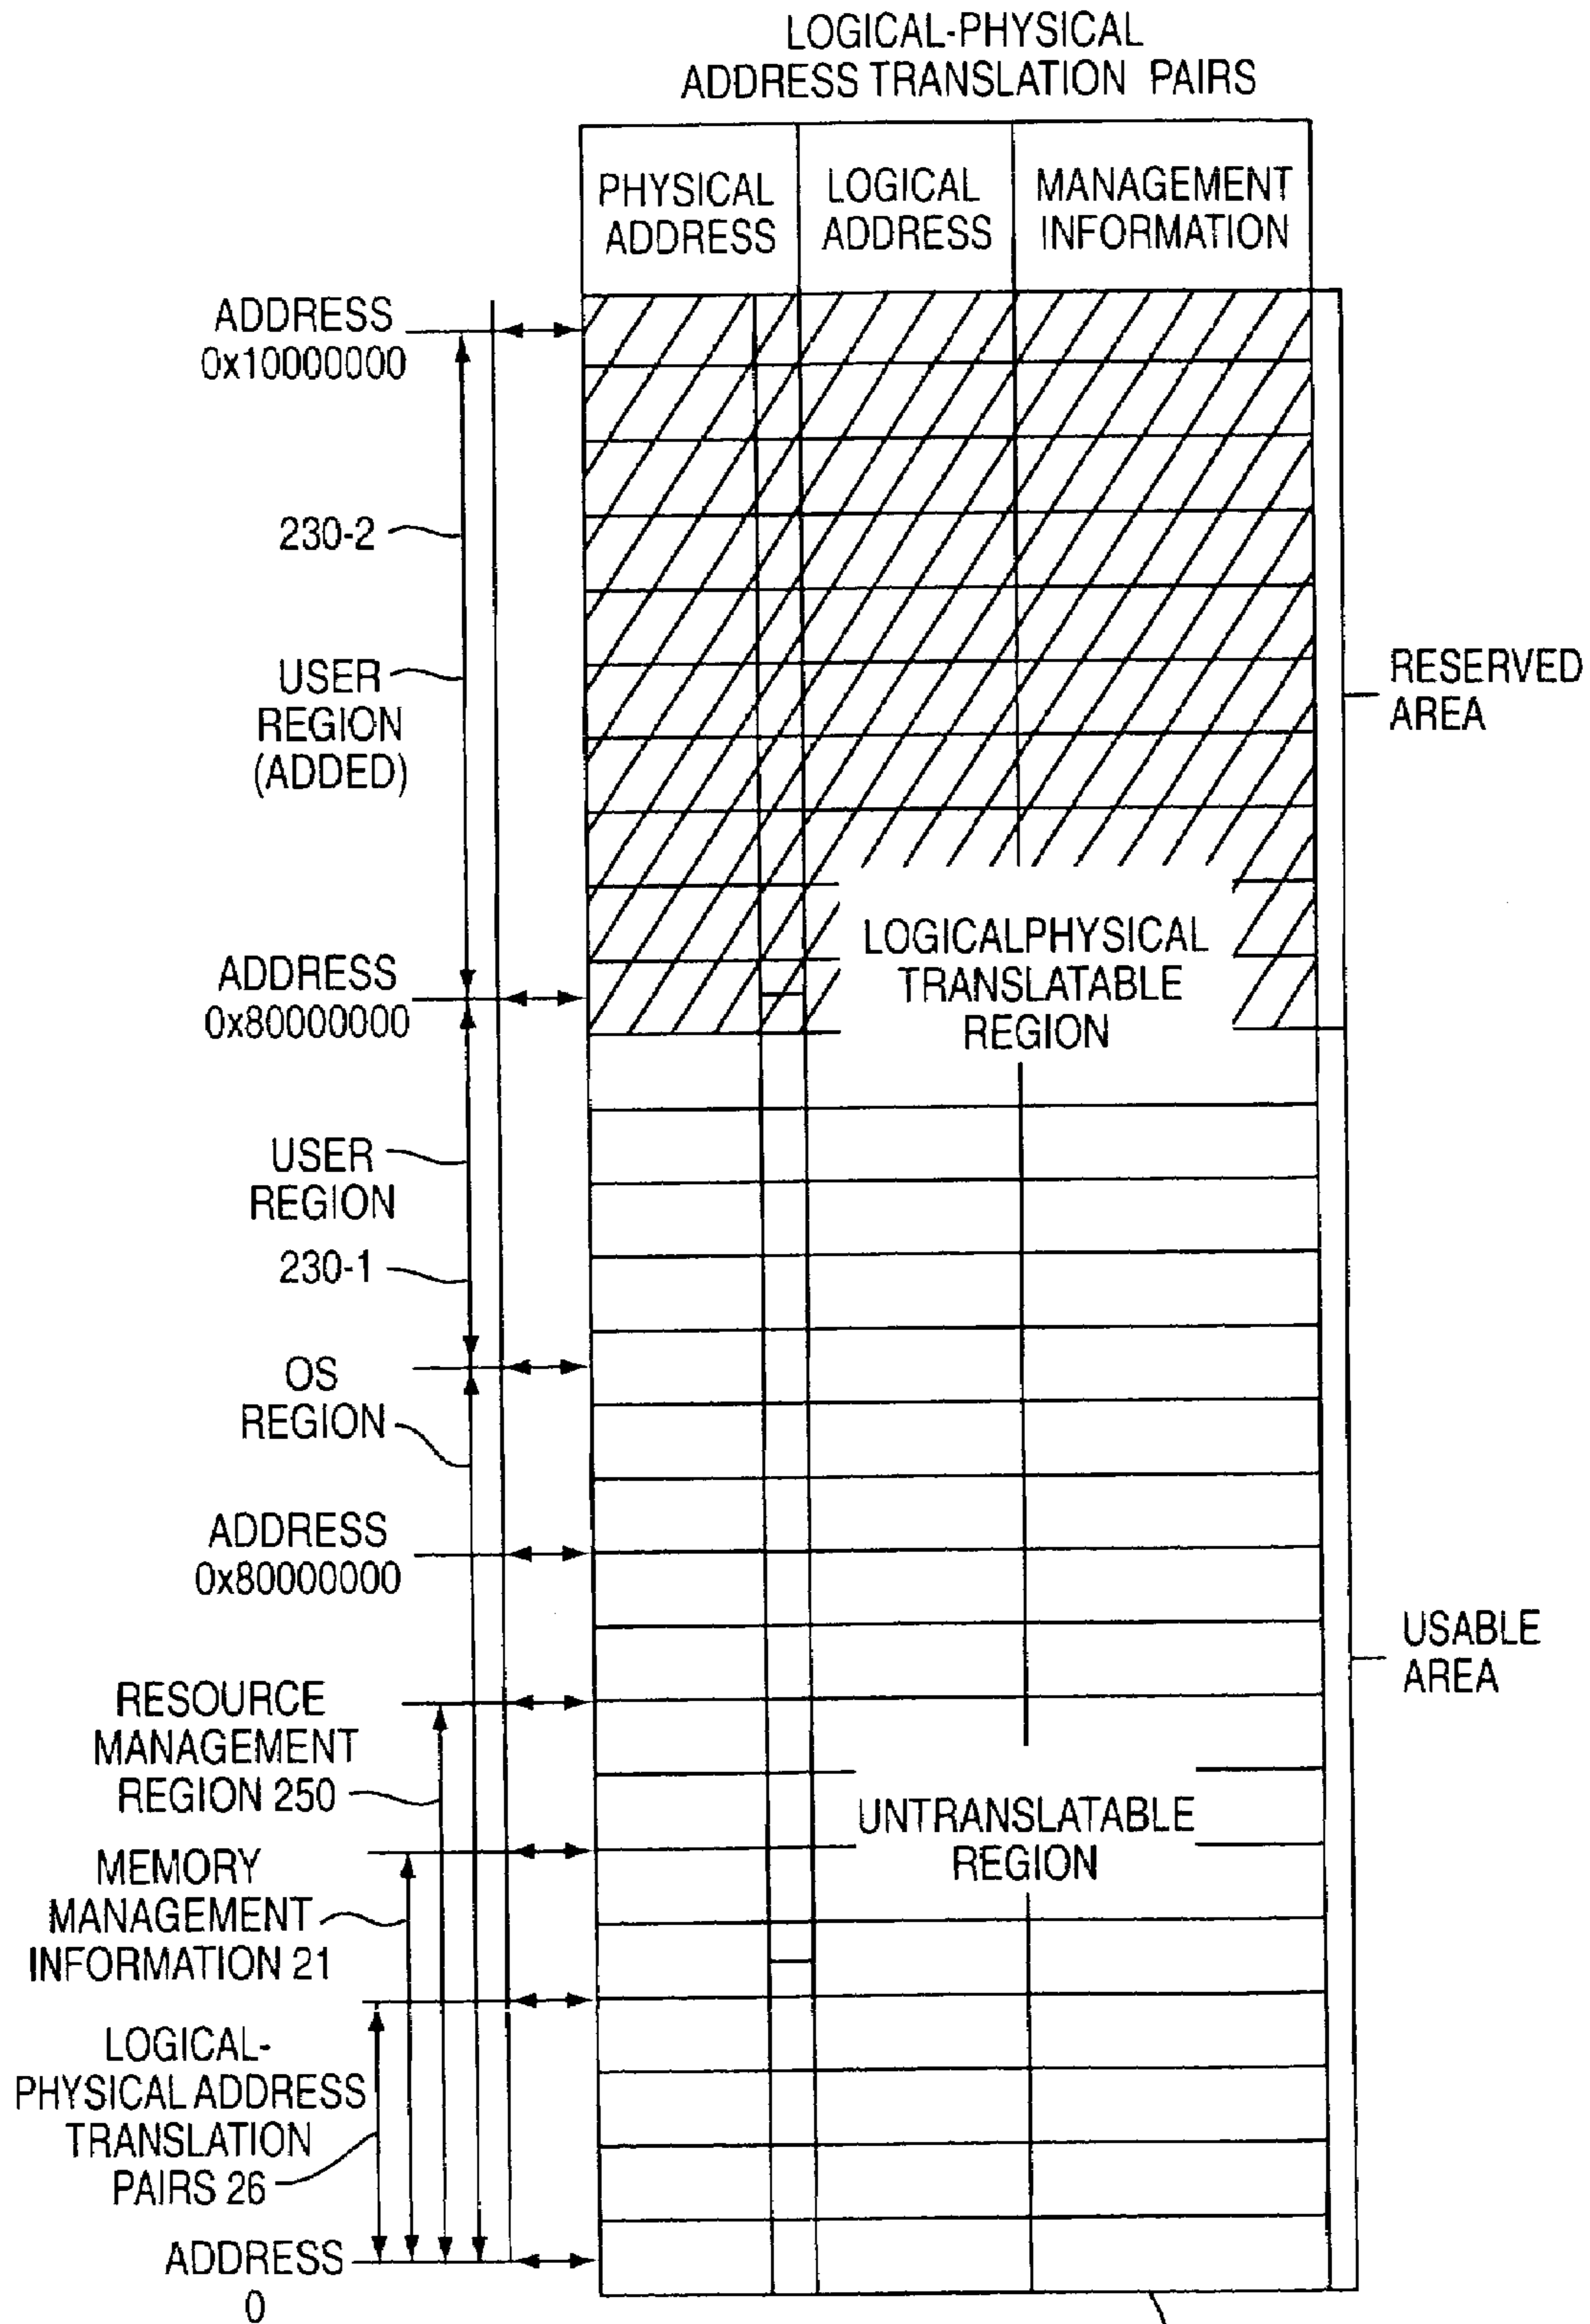 LOGICAL-PHYSICAL
ADDRESS TRANSLATION PAIRS
PHYSICAL
ADDRESS
LOGICAL
ADDRESS
MANAGEMENT
INFORMATION
ADDRESS
0x10000000
230-2
USER
REGION
(ADDED)
RESERVED
AREA
LOGICALPHYSICAL
TRANSLATABLE
REGION
ADDRESS
0x80000000
USER
REGION
230-1
OS
REGION
ADDRESS
0x80000000
USABLE
AREA
RESOURCE
MANAGEMENT
REGION 250
UNTRANSLATABLE
REGION
MEMORY
MANAGEMENT
INFORMATION 21
LOGICAL-
PHYSICAL ADDRESS
TRANSLATION
PAIRS 26
ADDRESS
0